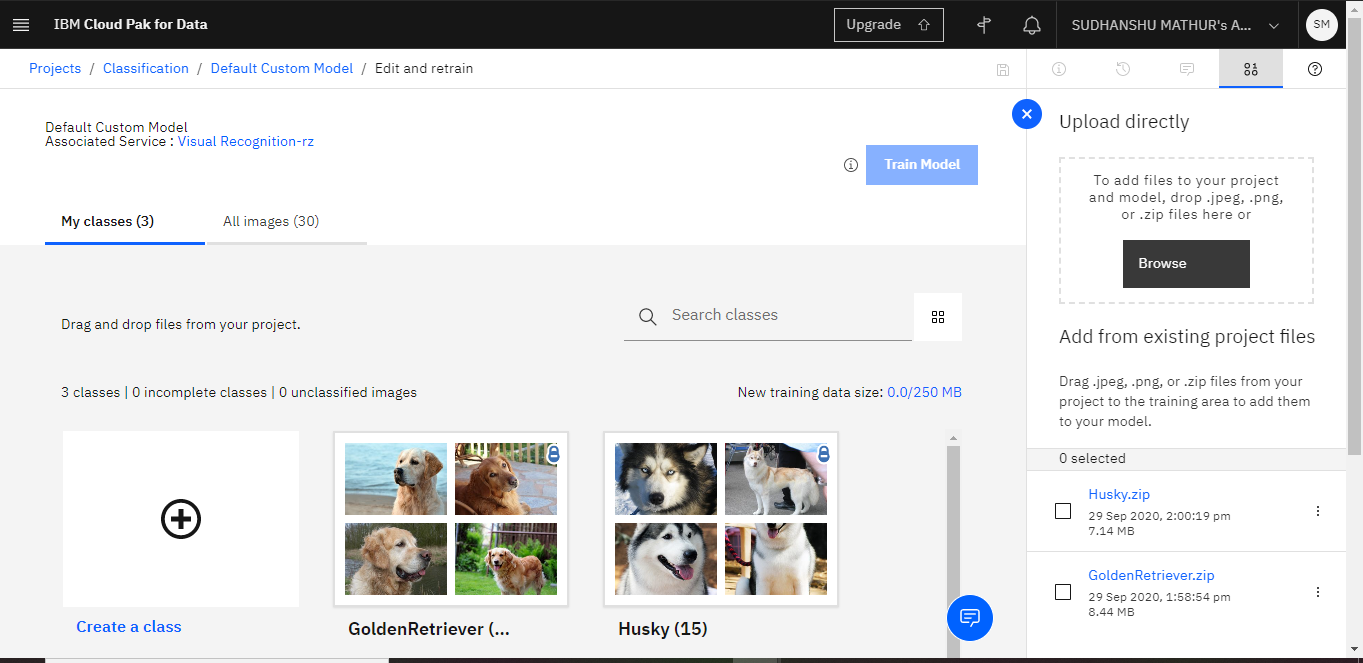 IBM Cloud Pak for Data
Upgrade
SUDHANSHU MATHUR's A...
SM
Projects / Classification / Default Custom Model / Edit and retrain
Default Custom Model
Associated Service : Visual Recognition-rz
Train Model
My classes (3)
All images (30)
Drag and drop files from your project.
Search classes
3 classes | 0 incomplete classes | 0 unclassified images
New training data size: 0.0/250 MB
Create a class
GoldenRetriever (...
Husky (15)
Upload directly
To add files to your project
and model, drop .jpeg, .png,
or .zip files here or
Browse
Add from existing project files
Drag .jpeg, .png, or .zip files from your
project to the training area to add them
to your model.
0 selected
Husky.zip
29 Sep 2020, 2:00:19 pm
7.14 MB
GoldenRetriever.zip
29 Sep 2020, 1:58:54 pm
8.44 MB